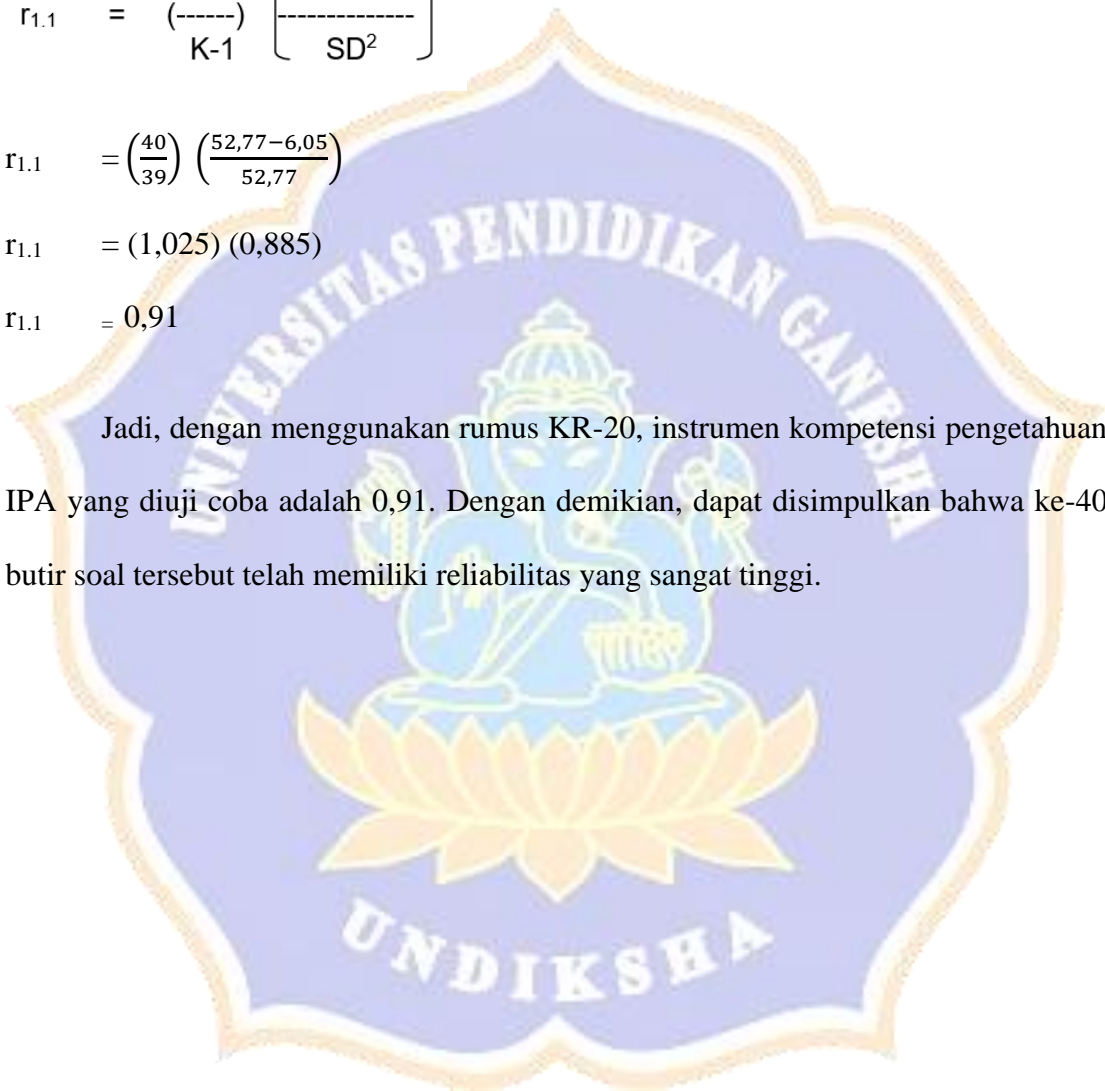 r1.1 = (------) --------------
K-1 SD²
r1.1 = (40/39) (52,77−6,05/52,77)
r1.1 = (1,025) (0,885)
r1.1 = 0,91
UNIVERSITAS PENDIDIKAN GANESHA
Jadi, dengan menggunakan rumus KR-20, instrumen kompetensi pengetahuan
IPA yang diuji coba adalah 0,91. Dengan demikian, dapat disimpulkan bahwa ke-40
butir soal tersebut telah memiliki reliabilitas yang sangat tinggi.
UNDIKSHA